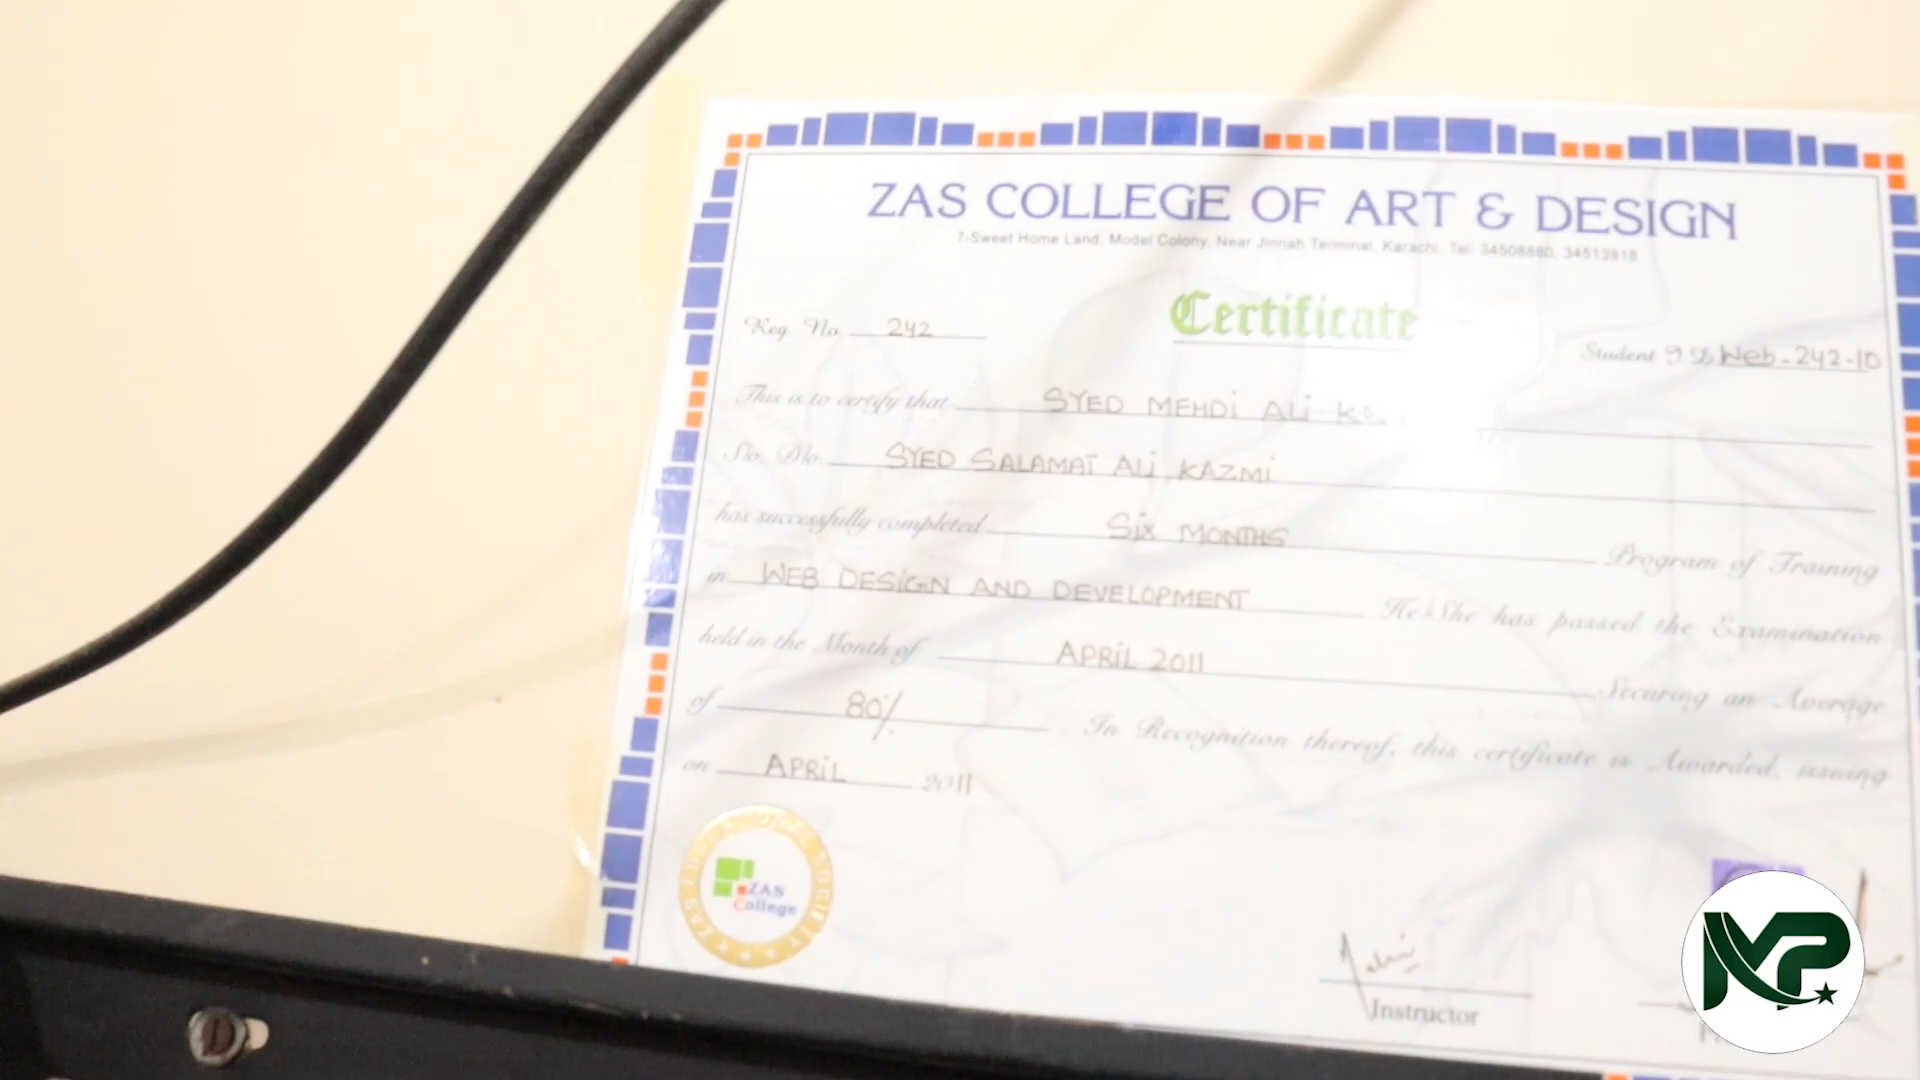 ZAS COLLEGE OF ART & DESIGN
7-Sweet Home Land, Model Colony, Near Jinnah Terminal, Karachi. Tel: 34508880, 34513918
Certificate
Reg. No. 242
Student I.D Web-242-10
This is to certify that SYED MEHDI ALI
S/o. D/o. SYED SALAMAT ALI KAZMI
has successfully completed SIX MONTHS Program of Training
in WEB DESIGN AND DEVELOPMENT He\She has passed the Examination
held in the Month of APRIL 2011 Securing an Average
of 80% . In Recognition thereof, this certificate is Awarded, issuing
on APRIL 2011
ZAS
College
Instructor